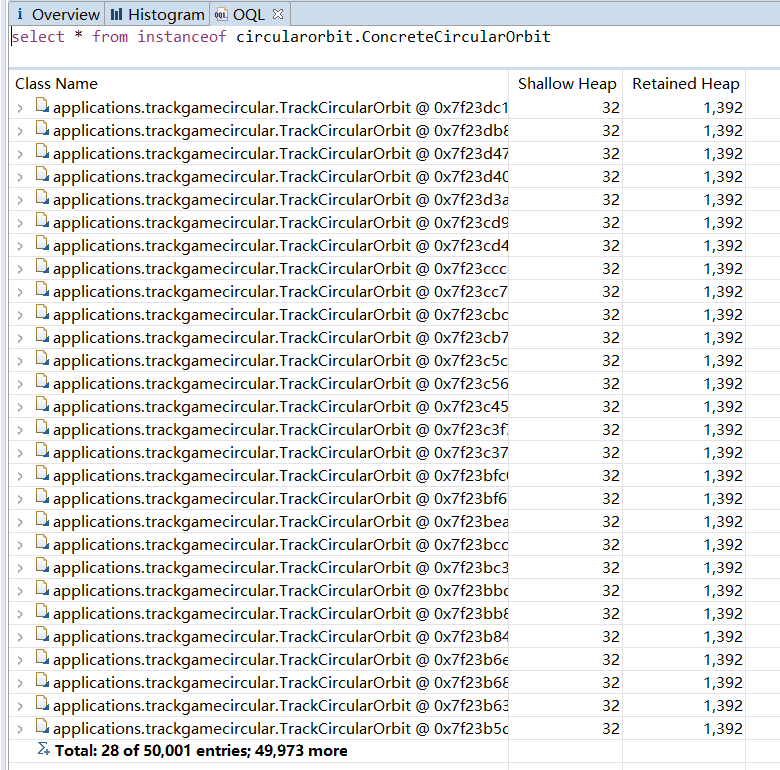 i Overview Histogram OQL OQL
select * from instanceof circularorbit.ConcreteCircularOrbit
Class Name Shallow Heap Retained Heap
applications.trackgamecircular.TrackCircularOrbit @ 0x7f23dc1 32 1,392
applications.trackgamecircular.TrackCircularOrbit @ 0x7f23db8 32 1,392
applications.trackgamecircular.TrackCircularOrbit @ 0x7f23d47 32 1,392
applications.trackgamecircular.TrackCircularOrbit @ 0x7f23d40 32 1,392
applications.trackgamecircular.TrackCircularOrbit @ 0x7f23d3a 32 1,392
applications.trackgamecircular.TrackCircularOrbit @ 0x7f23cd9 32 1,392
applications.trackgamecircular.TrackCircularOrbit @ 0x7f23cd4 32 1,392
applications.trackgamecircular.TrackCircularOrbit @ 0x7f23ccc 32 1,392
applications.trackgamecircular.TrackCircularOrbit @ 0x7f23cc7 32 1,392
applications.trackgamecircular.TrackCircularOrbit @ 0x7f23cbc 32 1,392
applications.trackgamecircular.TrackCircularOrbit @ 0x7f23cb7 32 1,392
applications.trackgamecircular.TrackCircularOrbit @ 0x7f23c5c 32 1,392
applications.trackgamecircular.TrackCircularOrbit @ 0x7f23c56 32 1,392
applications.trackgamecircular.TrackCircularOrbit @ 0x7f23c45 32 1,392
applications.trackgamecircular.TrackCircularOrbit @ 0x7f23c3f7 32 1,392
applications.trackgamecircular.TrackCircularOrbit @ 0x7f23c37 32 1,392
applications.trackgamecircular.TrackCircularOrbit @ 0x7f23bfc 32 1,392
applications.trackgamecircular.TrackCircularOrbit @ 0x7f23bf6 32 1,392
applications.trackgamecircular.TrackCircularOrbit @ 0x7f23bea 32 1,392
applications.trackgamecircular.TrackCircularOrbit @ 0x7f23bcc 32 1,392
applications.trackgamecircular.TrackCircularOrbit @ 0x7f23bc3 32 1,392
applications.trackgamecircular.TrackCircularOrbit @ 0x7f23bbc 32 1,392
applications.trackgamecircular.TrackCircularOrbit @ 0x7f23bb8 32 1,392
applications.trackgamecircular.TrackCircularOrbit @ 0x7f23b84 32 1,392
applications.trackgamecircular.TrackCircularOrbit @ 0x7f23b6e 32 1,392
applications.trackgamecircular.TrackCircularOrbit @ 0x7f23b68 32 1,392
applications.trackgamecircular.TrackCircularOrbit @ 0x7f23b63 32 1,392
applications.trackgamecircular.TrackCircularOrbit @ 0x7f23b5c 32 1,392
Total: 28 of 50,001 entries; 49,973 more